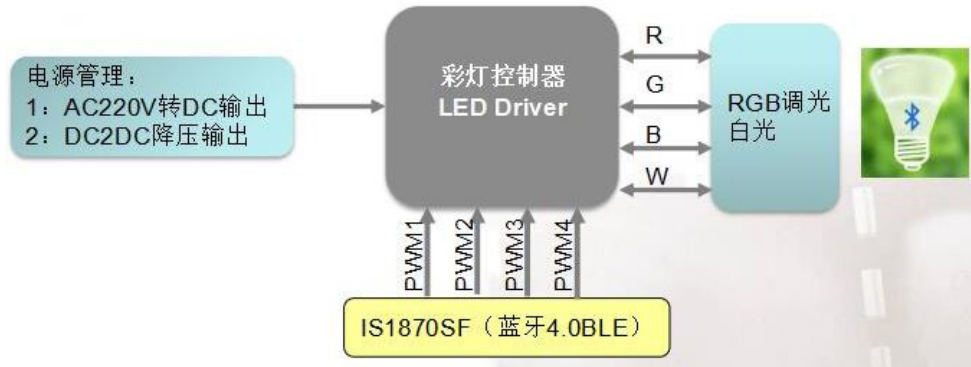 电源管理：
1：AC220V转DC输出
2：DC2DC降压输出
彩灯控制器
LED Driver
R
G
B
W
RGB调光
白光
PWM1
PWM2
PWM3
PWM4
IS1870SF（蓝牙4.0BLE）